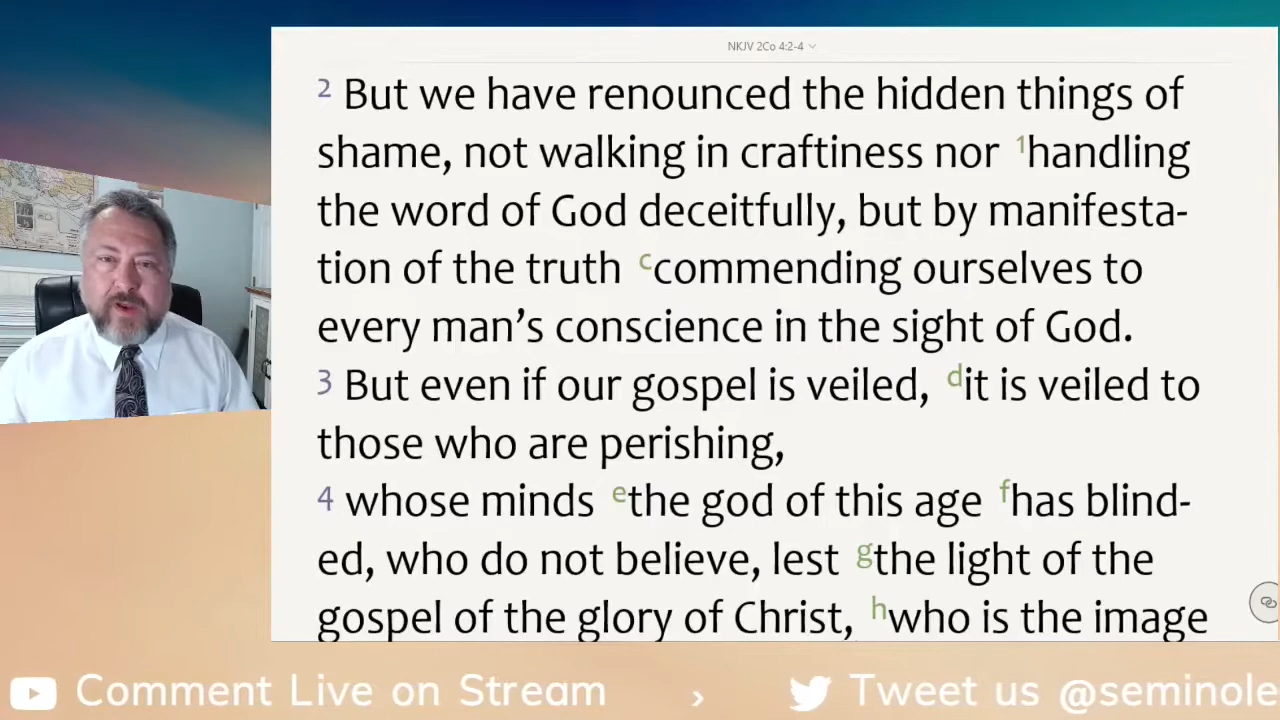 NKJV 2Co 4:2-4
2 But we have renounced the hidden things of
shame, not walking in craftiness nor 1handling
the word of God deceitfully, but by manifesta-
tion of the truth ccommending ourselves to
every man’s conscience in the sight of God.
3 But even if our gospel is veiled, dit is veiled to
those who are perishing,
4 whose minds ethe god of this age fhas blind-
ed, who do not believe, lest gthe light of the
gospel of the glory of Christ, hwho is the image
Comment Live on Stream › Tweet us @seminole